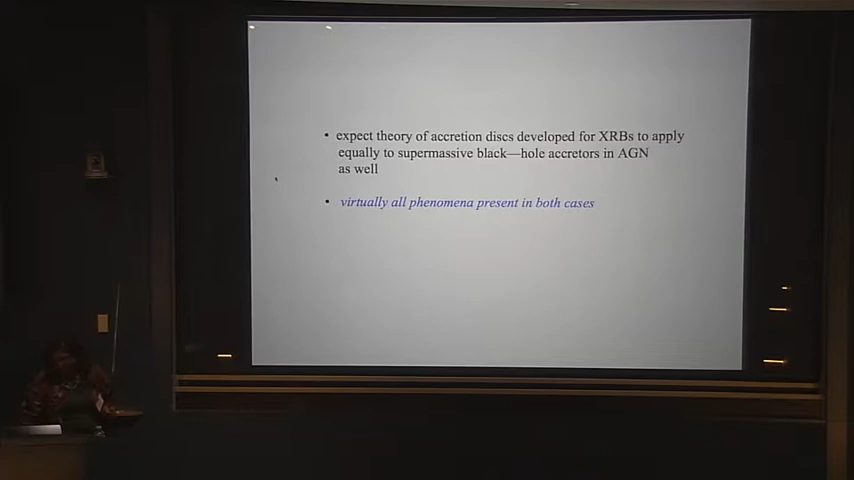 • expect theory of accretion discs developed for XRBs to apply
equally to supermassive black—hole accretors in AGN
as well
• virtually all phenomena present in both cases